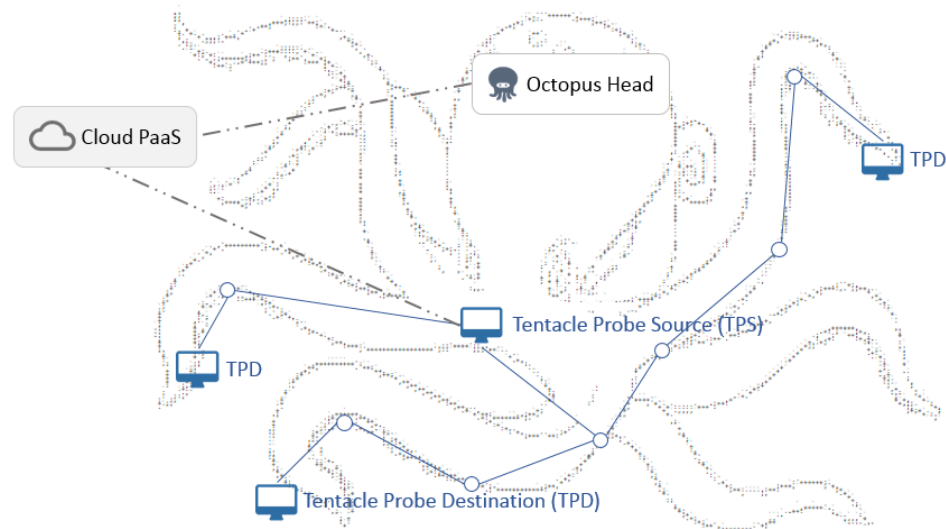 Octopus Head
Cloud PaaS
TPD
Tentacle Probe Source (TPS)
TPD
Tentacle Probe Destination (TPD)